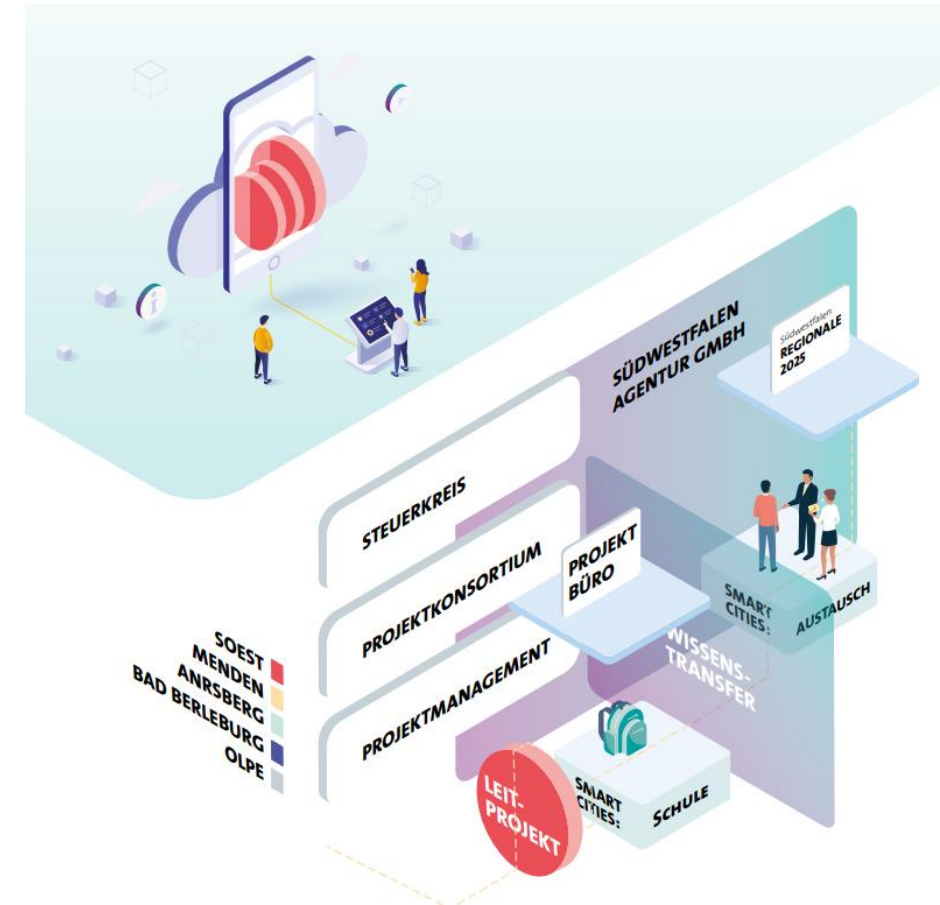 SÜDWESTFALEN
AGENTUR GMBH
Südwestfalen
REGIONALE
2025
STEUERKREIS
PROJEKTKONSORTIUM
PROJEKTMANAGEMENT
PROJEKT
BÜRO
SMART
CITIES:
AUSTAUSCH
WISSENS-
TRANSFER
SOEST
MENDEN
ANRSBERG
BAD BERLEBURG
OLPE
LEIT-
PROJEKT
SMART
CITIES:
SCHULE
i